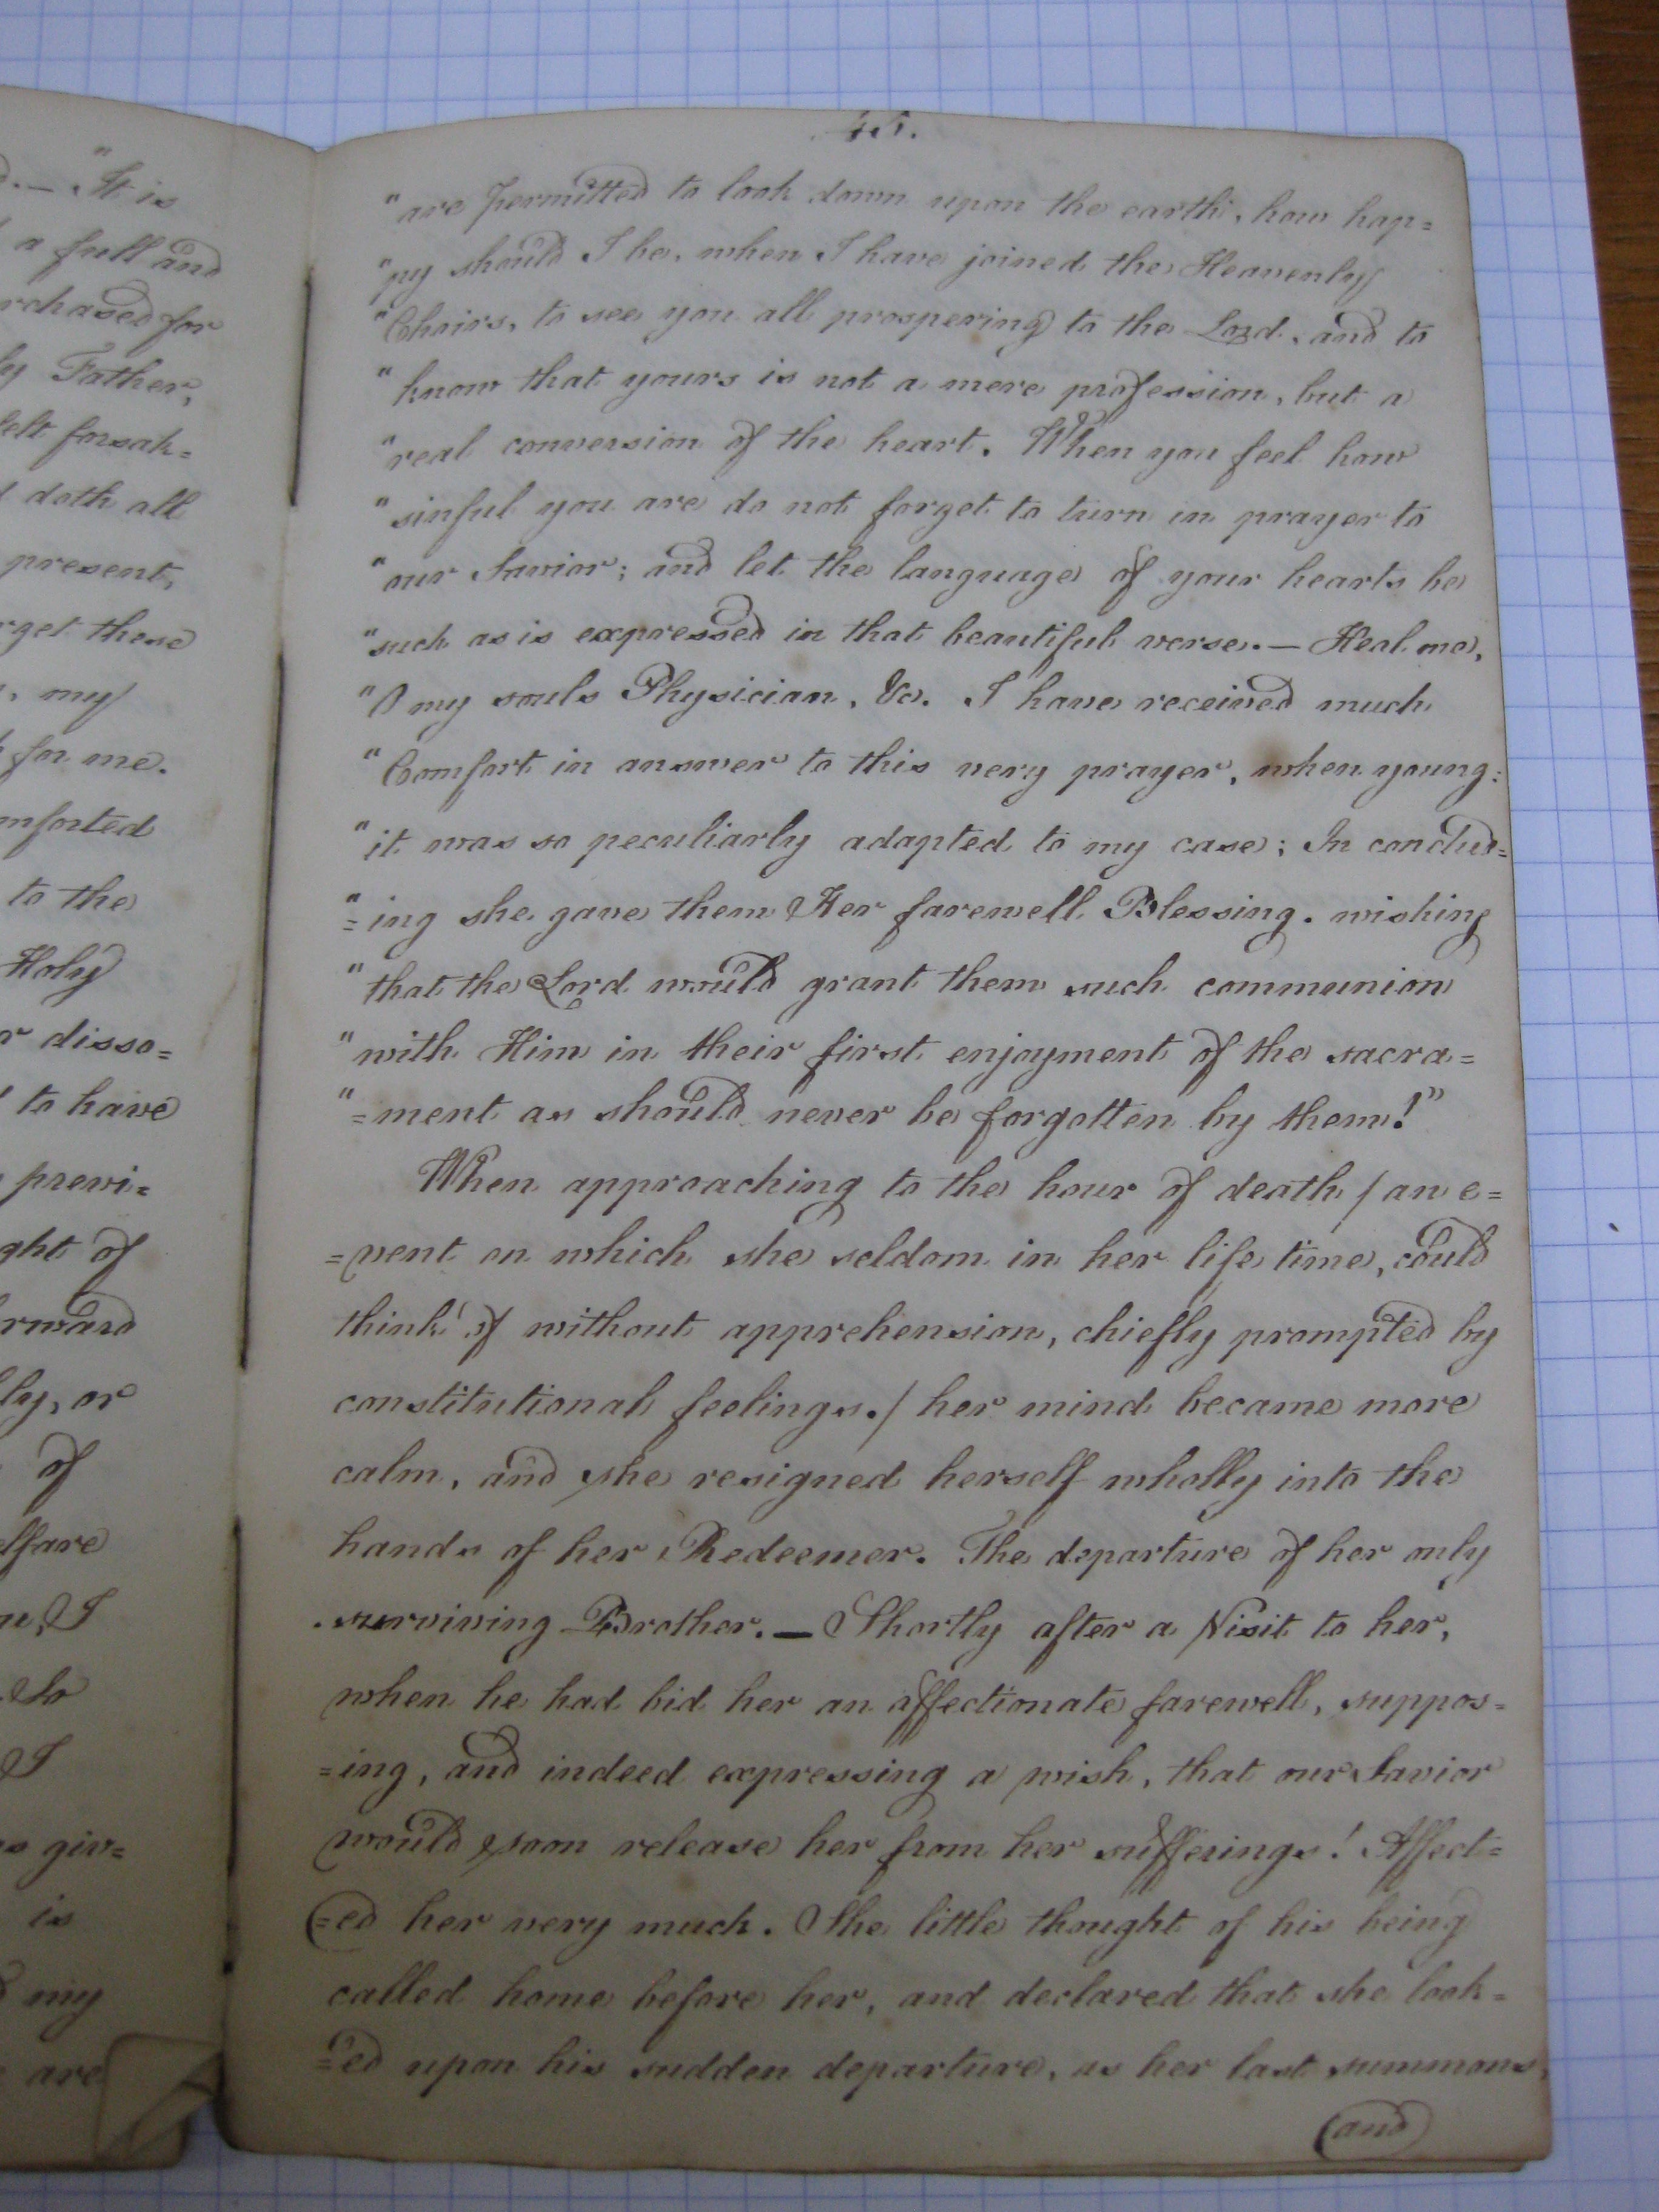 .— "It is
a full and
rchased for
ly Father,
elt forsak=
doth all
present,
rget these
, my
for me.
mforted
to the
Holy
r disso=
to have
previ=
ght of
rward
lly, or
of
elfare
I
So
I
s giv=
is
my
are
"are permitted to look down upon the earth, how hap=
"py should I be, when I have joined the Heavenly
"Choirs, to see you all prospering to the Lord, and to
"know that yours is not a mere profession, but a
"real conversion of the heart. When you feel how
"sinful you are do not forget to turn in prayer to
"our Savior; and let the language of your hearts be
"such as is expressed in that beautiful verse.— Heal me,
"O my souls Physician, &c. I have received much
"Comfort in answer to this very prayer, when young:
"it was so peculiarly adapted to my case; In conclud=
"=ing she gave them Her farewell Blessing. wishing
"that the Lord would grant them such communion
"with Him in their first enjoyment of the sacra=
"=ment as should never be forgotten by them!"
When approaching to the hour of death / an e=
=vent on which she seldom in her life time, could
think of without apprehension, chiefly prompted by
constitutional feelings./ her mind became more
calm, and she resigned herself wholly into the
hands of her Redeemer. The departure of her only
surviving Brother.— Shortly after a Visit to her,
when he had bid her an affectionate farewell, suppos=
=ing, and indeed expressing a wish, that our Savior
would soon release her from her sufferings! Affect=
=ed her very much. She little thought of his being
called home before her, and declared that she look=
=ed upon his sudden departure, as her last summons,
(and)